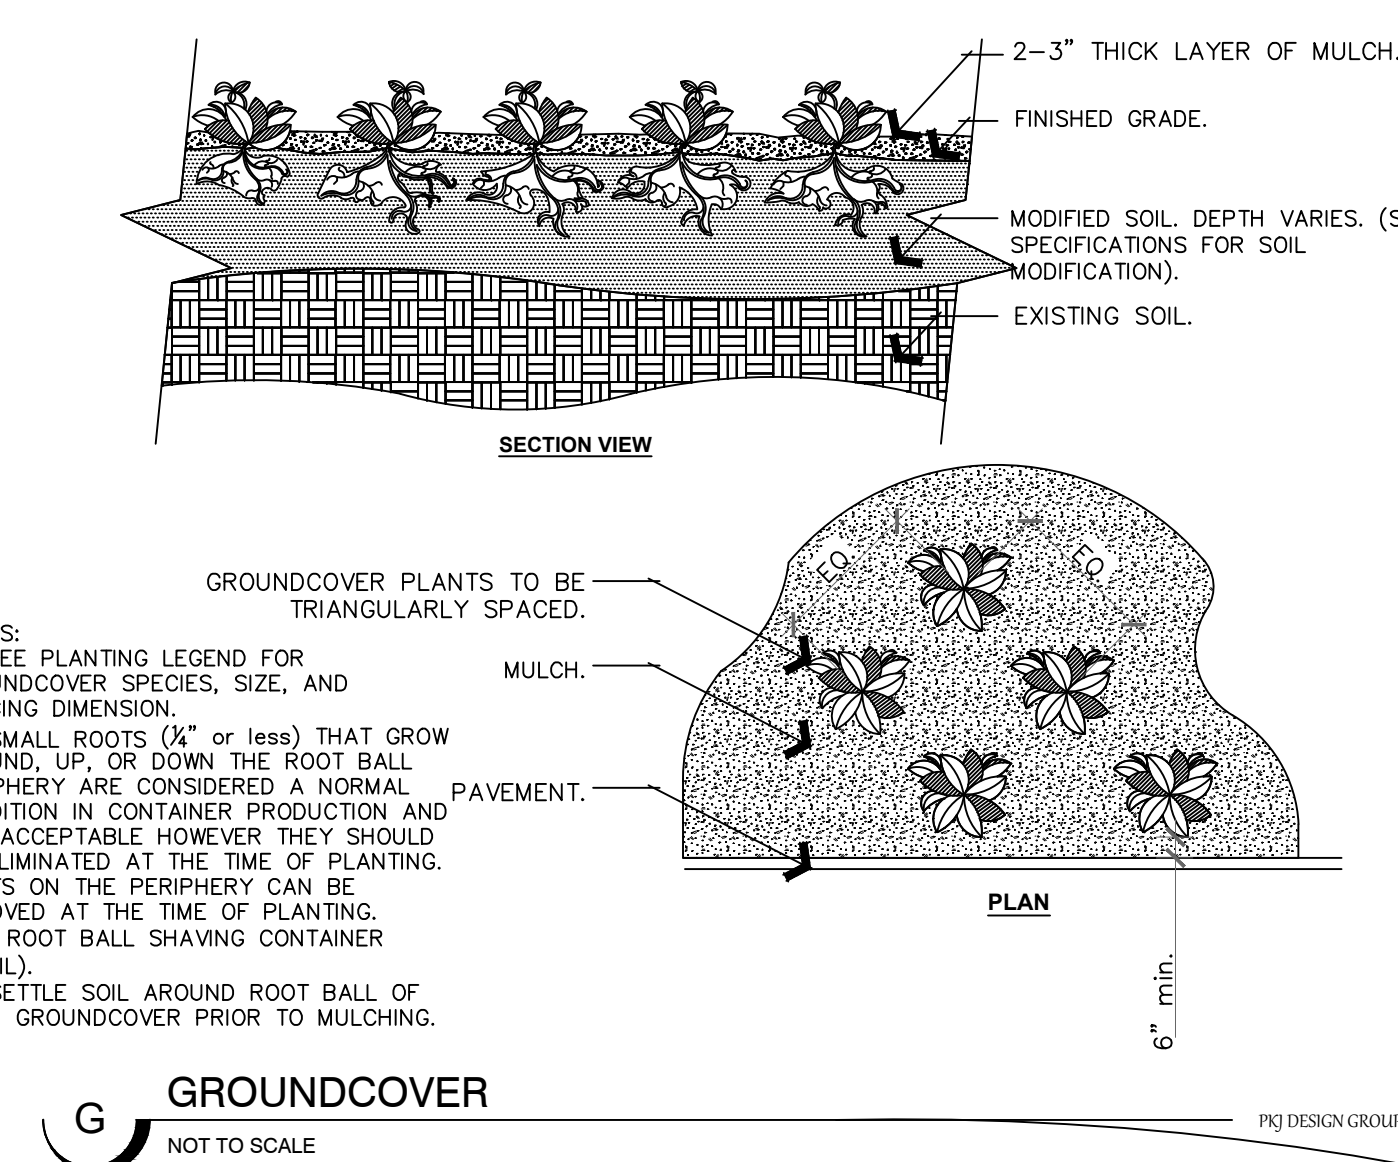 2-3" THICK LAYER OF MULCH.
FINISHED GRADE.
MODIFIED SOIL. DEPTH VARIES. (S
SPECIFICATIONS FOR SOIL
MODIFICATION).
EXISTING SOIL.
SECTION VIEW
EQ
EQ
GROUNDCOVER PLANTS TO BE
TRIANGULARLY SPACED.
MULCH.
PAVEMENT.
S:
EE PLANTING LEGEND FOR
UNDCOVER SPECIES, SIZE, AND
CING DIMENSION.
SMALL ROOTS (1/4" or less) THAT GROW
UND, UP, OR DOWN THE ROOT BALL
PHERY ARE CONSIDERED A NORMAL
DITION IN CONTAINER PRODUCTION AND
ACCEPTABLE HOWEVER THEY SHOULD
LIMINATED AT THE TIME OF PLANTING.
TS ON THE PERIPHERY CAN BE
OVED AT THE TIME OF PLANTING.
ROOT BALL SHAVING CONTAINER
IL).
SETTLE SOIL AROUND ROOT BALL OF
GROUNDCOVER PRIOR TO MULCHING.
PLAN
6" min.
G
GROUNDCOVER
NOT TO SCALE
PKJ DESIGN GROUP